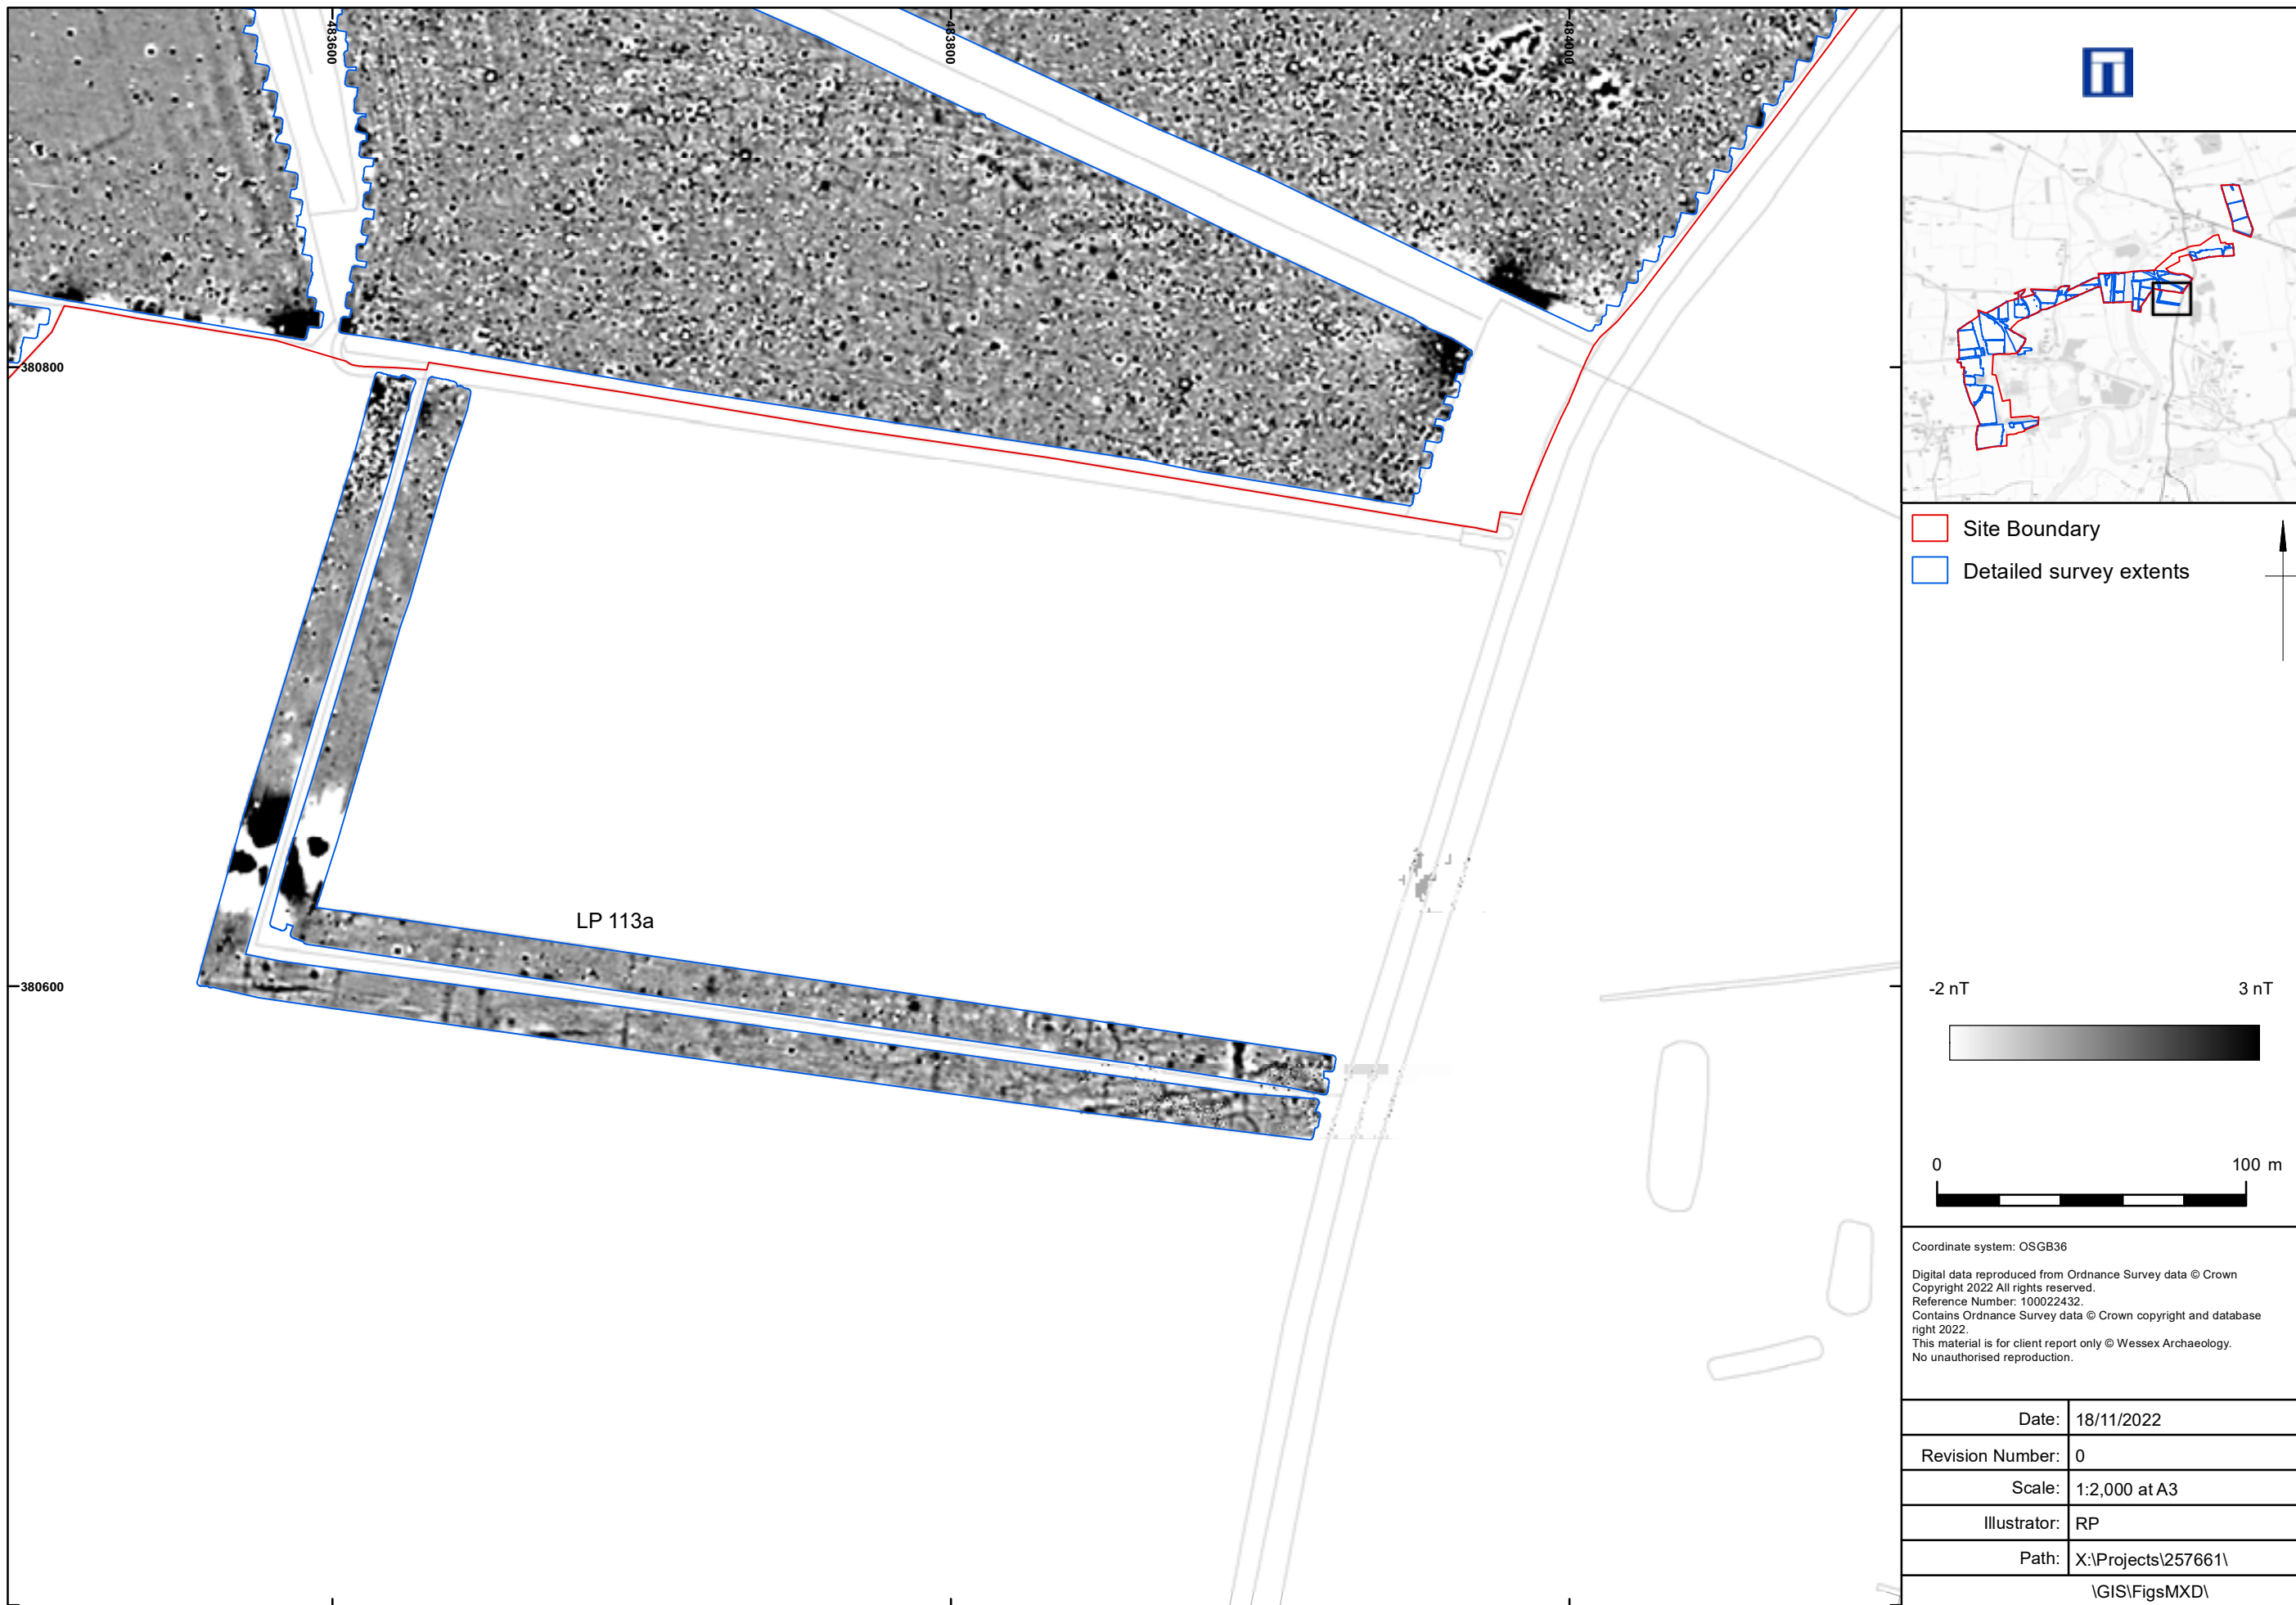 483600
483800
484000
380800
380600
LP 113a
Site Boundary
Detailed survey extents
-2 nT
3 nT
0
100 m
Coordinate system: OSGB36
Digital data reproduced from Ordnance Survey data © Crown
Copyright 2022 All rights reserved.
Reference Number: 100022432.
Contains Ordnance Survey data © Crown copyright and database
right 2022.
This material is for client report only © Wessex Archaeology.
No unauthorised reproduction.
Date: 18/11/2022
Revision Number: 0
Scale: 1:2,000 at A3
Illustrator: RP
Path: X:\Projects\257661\
\GIS\FigsMXD\